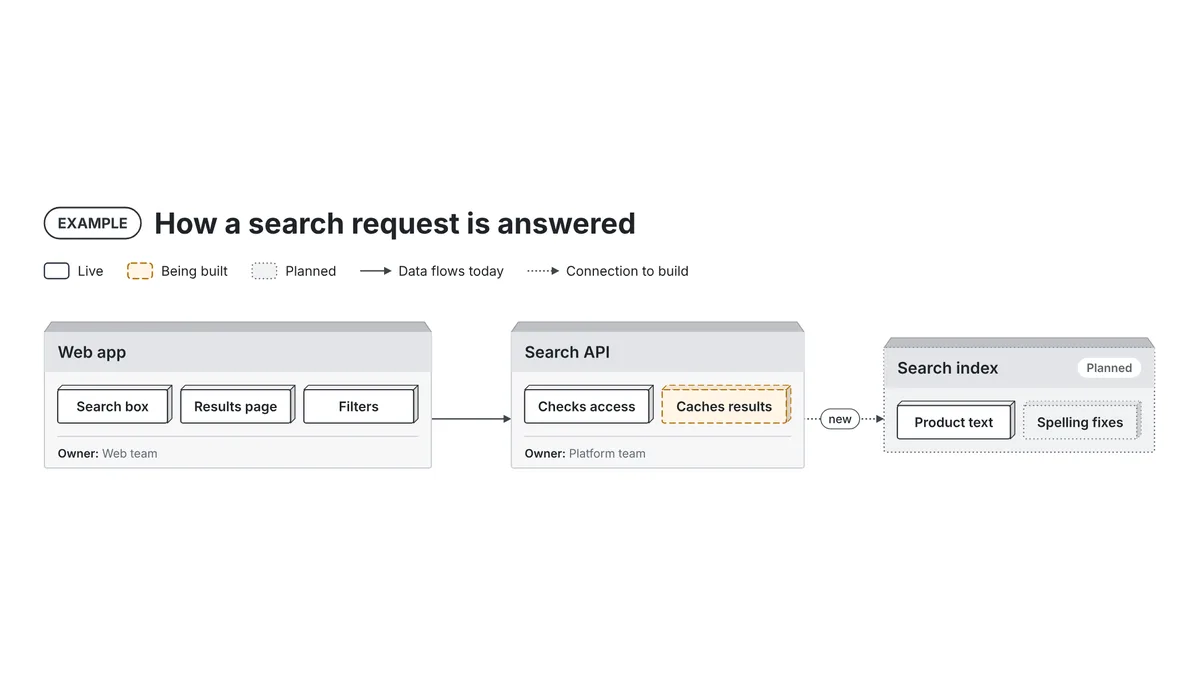 EXAMPLE How a search request is answered
Live Being built Planned Data flows today Connection to build
Web app
Search box Results page Filters
Owner: Web team
Search API
Checks access Caches results
Owner: Platform team
new
Search index Planned
Product text Spelling fixes